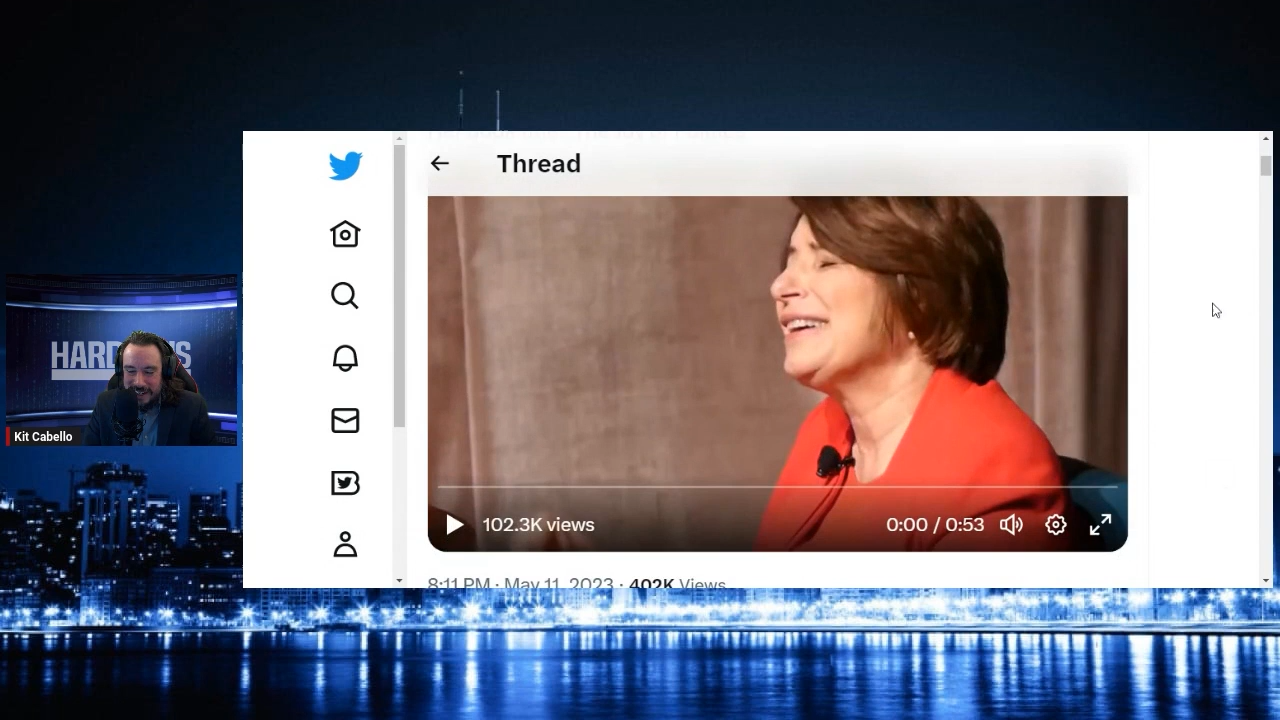 Thread
102.3K views
0:00 / 0:53
8:11 PM · May 11, 2023 · 402K Views
HARD
S
Kit Cabello